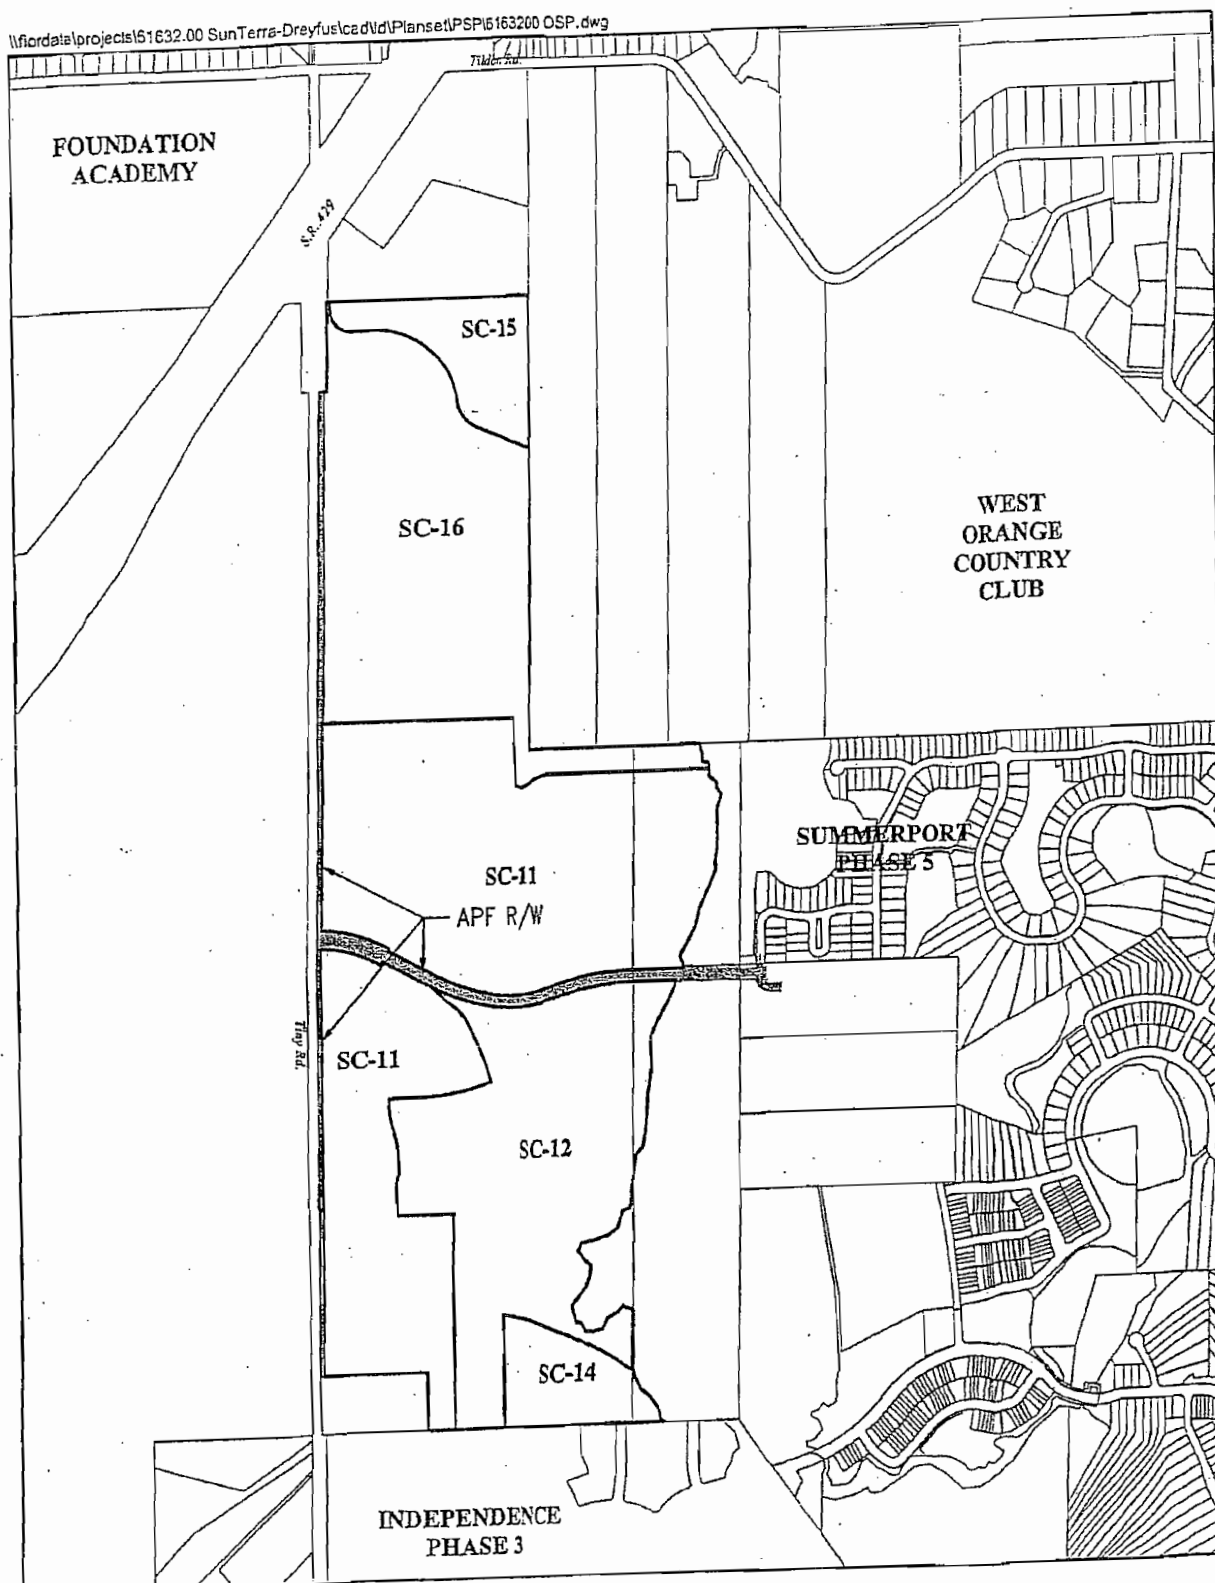 \\fiordata\projects\61632.00 SunTerra-Dreyfus\cad\ld\Planset\PSP\6163200 OSP.dwg
Tilden Rd.
FOUNDATION
ACADEMY
S.R. 429
SC-15
SC-16
WEST
ORANGE
COUNTRY
CLUB
SUMMERPORT
PHASE 5
SC-11
APF R/W
Tiny Rd.
SC-11
SC-12
SC-14
INDEPENDENCE
PHASE 3